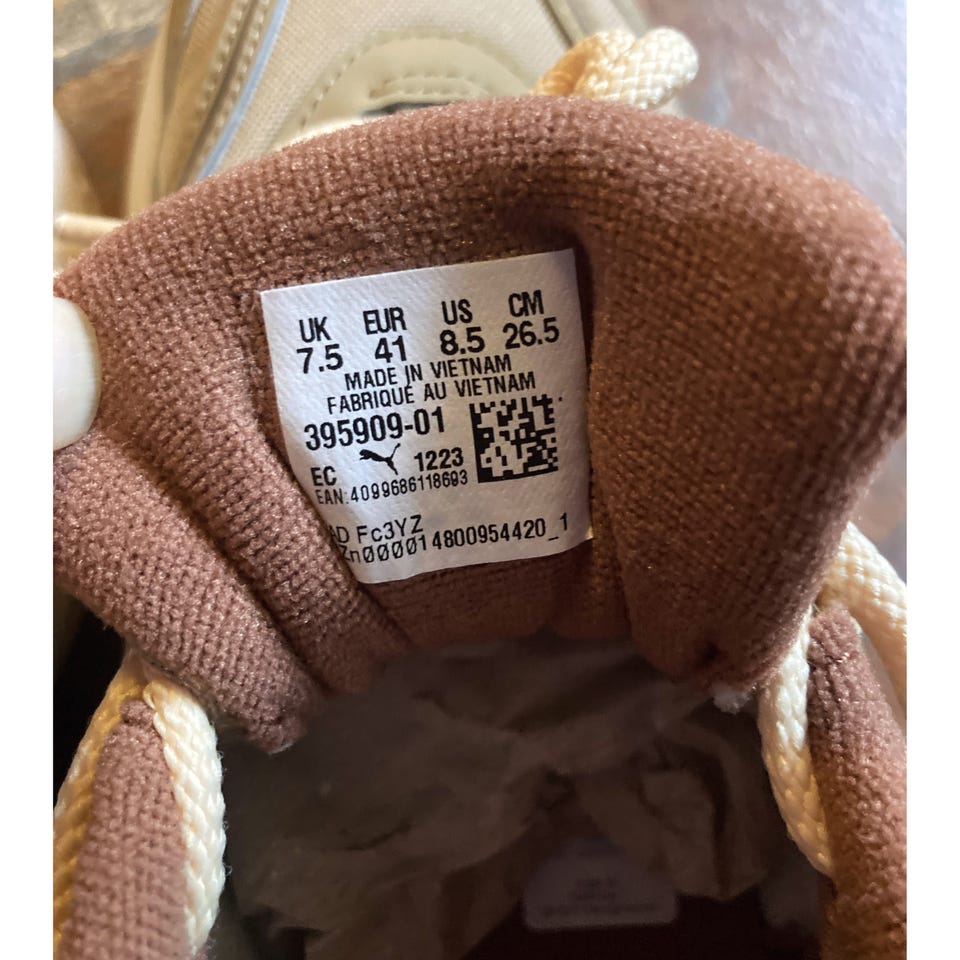 UK EUR US CM
7.5 41 8.5 26.5
MADE IN VIETNAM
FABRIQUÉ AU VIETNAM
395909-01
EC 1223
EAN:4099686118693
Fc3YZ
Zn000014800954420_1